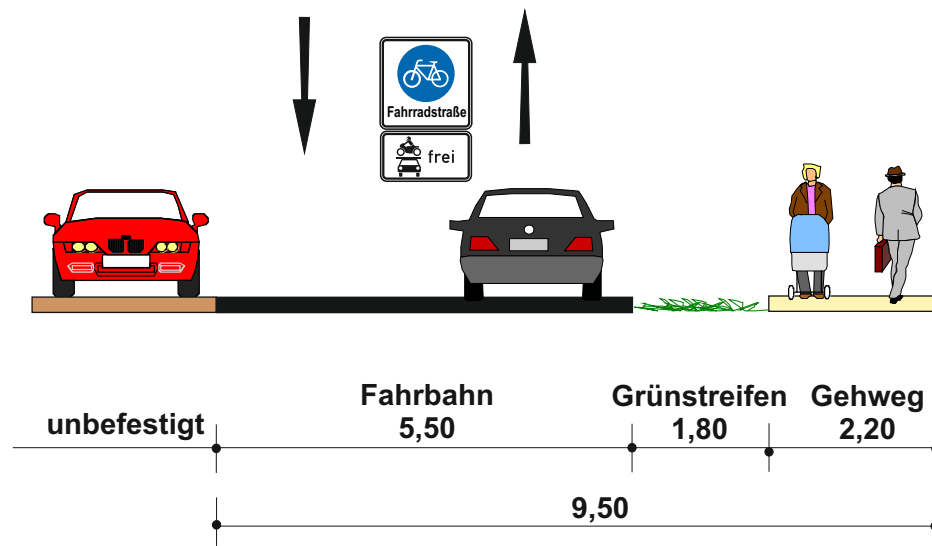 Fahrradstraße
frei
Fahrbahn Grünstreifen Gehweg
unbefestigt 5,50 1,80 2,20
9,50